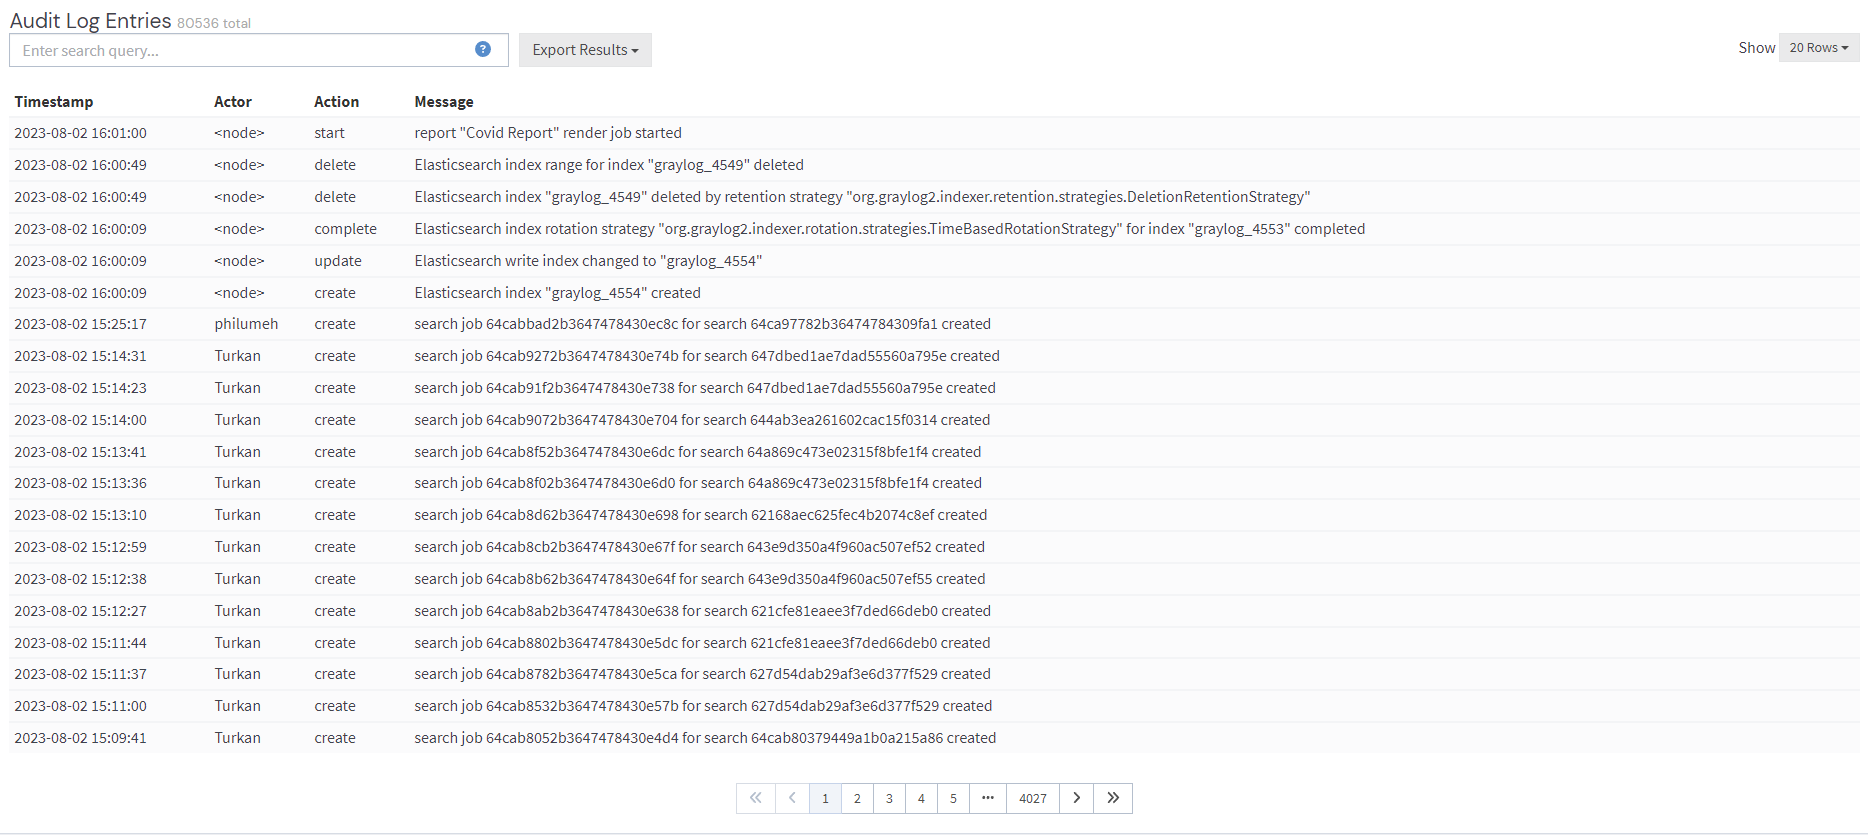 Audit Log Entries 80536 total
Enter search query... ? Export Results Show 20 Rows
Timestamp Actor Action Message
2023-08-02 16:01:00 <node> start report "Covid Report" render job started
2023-08-02 16:00:49 <node> delete Elasticsearch index range for index "graylog_4549" deleted
2023-08-02 16:00:49 <node> delete Elasticsearch index "graylog_4549" deleted by retention strategy "org.graylog2.indexer.retention.strategies.DeletionRetentionStrategy"
2023-08-02 16:00:09 <node> complete Elasticsearch index rotation strategy "org.graylog2.indexer.rotation.strategies.TimeBasedRotationStrategy" for index "graylog_4553" completed
2023-08-02 16:00:09 <node> update Elasticsearch write index changed to "graylog_4554"
2023-08-02 16:00:09 <node> create Elasticsearch index "graylog_4554" created
2023-08-02 15:25:17 philumeh create search job 64cabbad2b3647478430ec8c for search 64ca97782b36474784309fa1 created
2023-08-02 15:14:31 Turkan create search job 64cab9272b3647478430e74b for search 647dbed1ae7dad55560a795e created
2023-08-02 15:14:23 Turkan create search job 64cab91f2b3647478430e738 for search 647dbed1ae7dad55560a795e created
2023-08-02 15:14:00 Turkan create search job 64cab9072b3647478430e704 for search 644ab3ea261602cac15f0314 created
2023-08-02 15:13:41 Turkan create search job 64cab8f52b3647478430e6dc for search 64a869c473e02315f8bfe1f4 created
2023-08-02 15:13:36 Turkan create search job 64cab8f02b3647478430e6d0 for search 64a869c473e02315f8bfe1f4 created
2023-08-02 15:13:10 Turkan create search job 64cab8d62b3647478430e698 for search 62168aec625fec4b2074c8ef created
2023-08-02 15:12:59 Turkan create search job 64cab8cb2b3647478430e67f for search 643e9d350a4f960ac507ef52 created
2023-08-02 15:12:38 Turkan create search job 64cab8b62b3647478430e64f for search 643e9d350a4f960ac507ef55 created
2023-08-02 15:12:27 Turkan create search job 64cab8ab2b3647478430e638 for search 621cfe81eaee3f7ded66deb0 created
2023-08-02 15:11:44 Turkan create search job 64cab8802b3647478430e5dc for search 621cfe81eaee3f7ded66deb0 created
2023-08-02 15:11:37 Turkan create search job 64cab8782b3647478430e5ca for search 627d54dab29af3e6d377f529 created
2023-08-02 15:11:00 Turkan create search job 64cab8532b3647478430e57b for search 627d54dab29af3e6d377f529 created
2023-08-02 15:09:41 Turkan create search job 64cab8052b3647478430e4d4 for search 64cab80379449a1b0a215a86 created
« ‹ 1 2 3 4 5 ••• 4027 › »